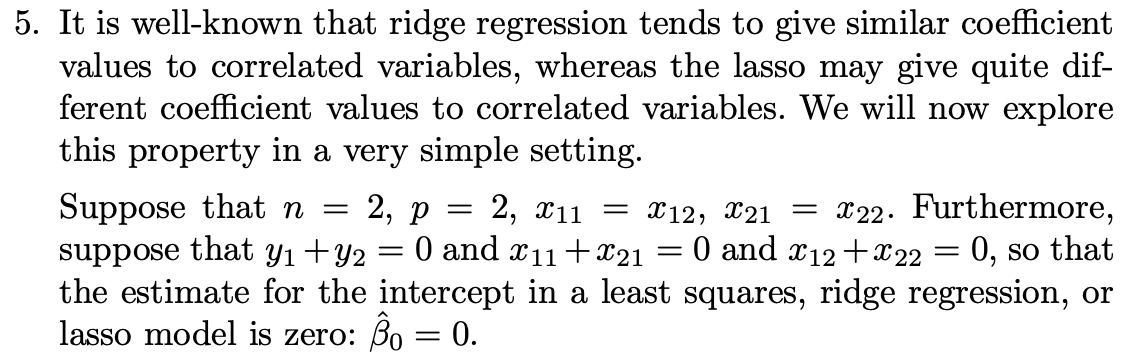 5. It is well-known that ridge regression tends to give similar coefficient
values to correlated variables, whereas the lasso may give quite dif-
ferent coefficient values to correlated variables. We will now explore
this property in a very simple setting.
Suppose that n = 2, p = 2, x₁₁ = x₁₂, x₂₁ = x₂₂. Furthermore,
suppose that y₁+y₂ = 0 and x₁₁+x₂₁ = 0 and x₁₂+x₂₂ = 0, so that
the estimate for the intercept in a least squares, ridge regression, or
lasso model is zero: β̂₀ = 0.